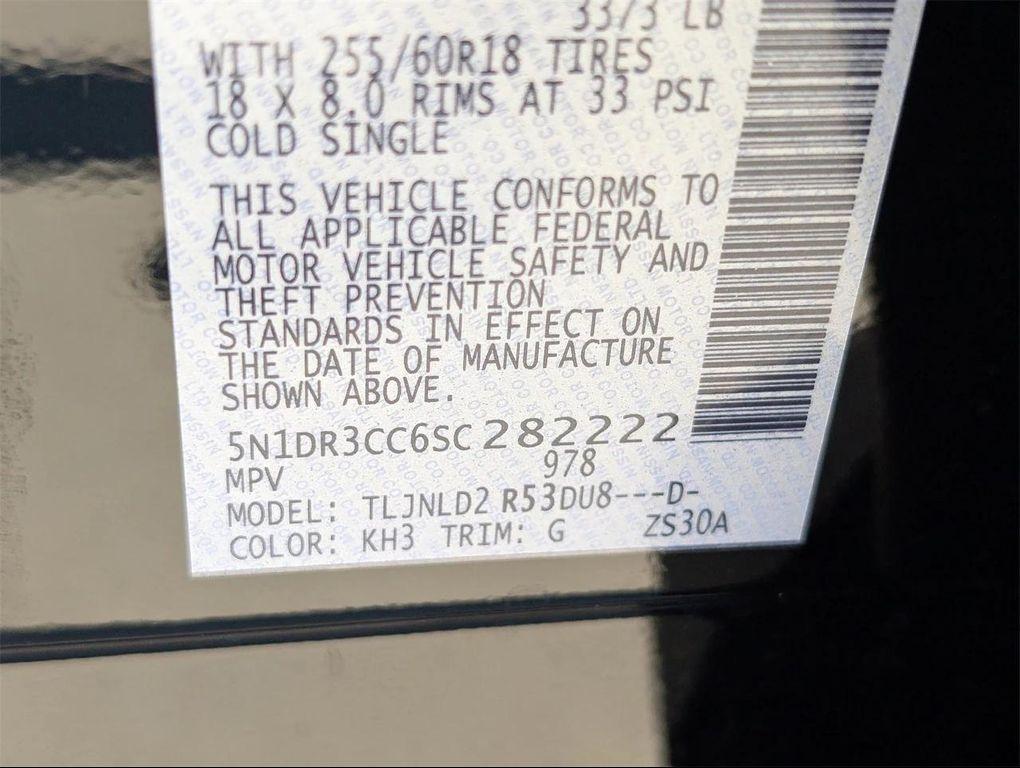 3373 LB
WITH 255/60R18 TIRES
18 X 8.0 RIMS AT 33 PSI
COLD SINGLE
THIS VEHICLE CONFORMS TO
ALL APPLICABLE FEDERAL
MOTOR VEHICLE SAFETY AND
THEFT PREVENTION
STANDARDS IN EFFECT ON
THE DATE OF MANUFACTURE
SHOWN ABOVE.
5N1DR3CC6SC282222
MPV 978
MODEL: TLJNLD2 R53DU8---D-
COLOR: KH3 TRIM: G ZS30A